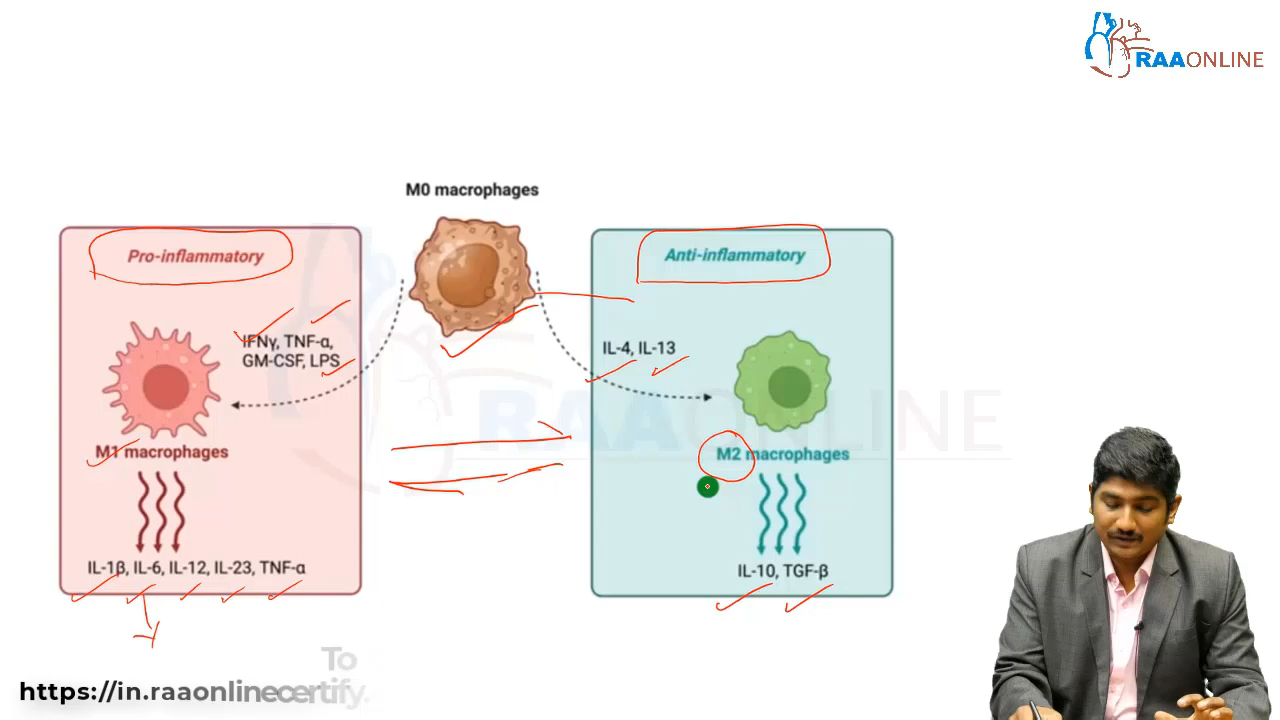 RAAONLINE
M0 macrophages
Pro-inflammatory
Anti-inflammatory
IFNγ, TNF-α,
GM-CSF, LPS
IL-4, IL-13
RAAONLINE
M1 macrophages
M2 macrophages
IL-1β, IL-6, IL-12, IL-23, TNF-α
IL-10, TGF-β
To
https://in.raaonlinecertify.